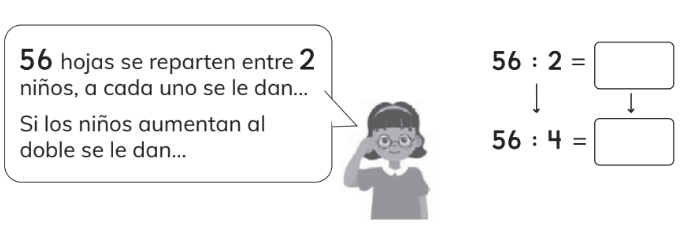 56 hojas se reparten entre 2
niños, a cada uno se le dan...
Si los niños aumentan al
doble se le dan...
56 : 2 =
56 : 4 =